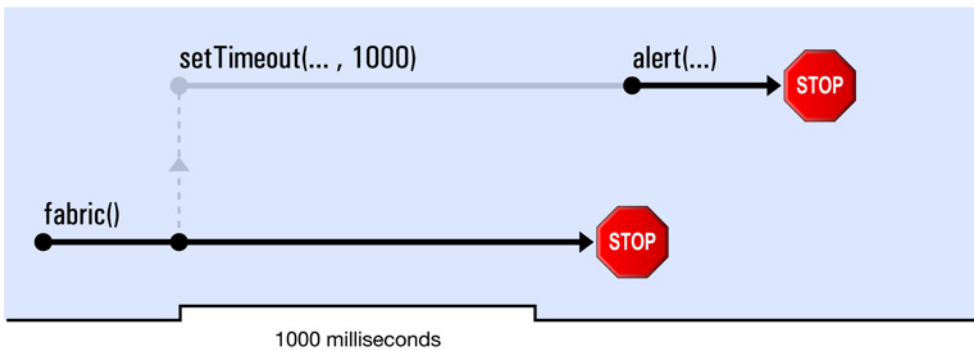 setTimeout(... , 1000)
alert(...)
STOP
fabric()
STOP
1000 milliseconds